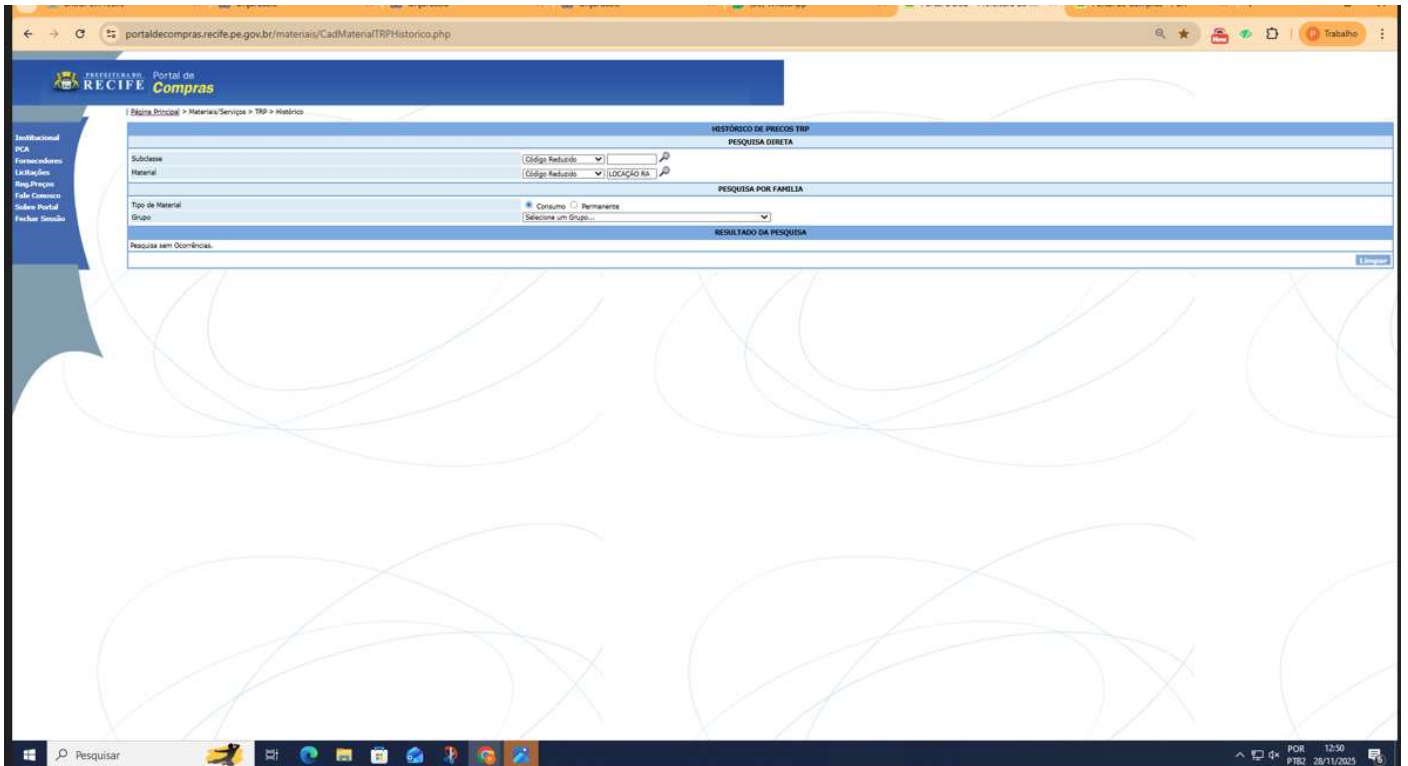 portaldecompras.recife.pe.gov.br/materiais/CadMaterialTRPHistorico.php
Trabalho
PREFEITURA DO
RECIFE
Portal de
Compras
| Página Principal > Materiais/Serviços > TRP > Histórico
Institucional
PCA
Fornecedores
Licitações
Reg.Preços
Fale Conosco
Sobre Portal
Fechar Sessão
HISTÓRICO DE PRECOS TRP
PESQUISA DIRETA
Subclasse Código Reduzido
Material Código Reduzido LOCAÇÃO RA
PESQUISA POR FAMILIA
Tipo de Material Consumo Permanente
Grupo Selecione um Grupo...
RESULTADO DA PESQUISA
Pesquisa sem Ocorrências.
Limpar
Pesquisar
POR 12:50
PTB2 28/11/2025